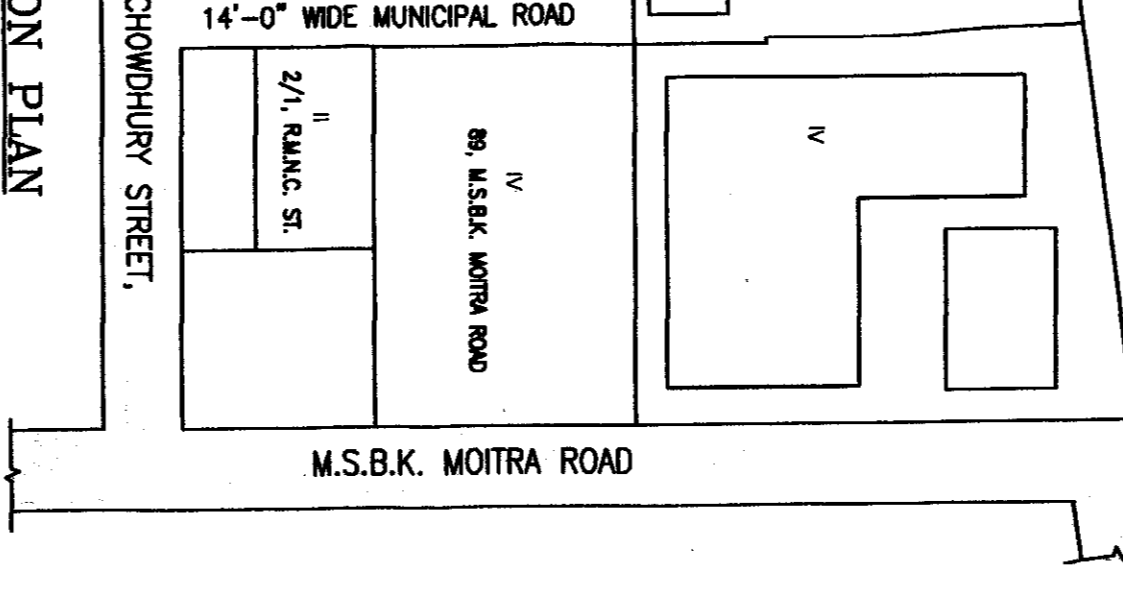 14'-0" WIDE MUNICIPAL ROAD
ON PLAN
CHOWDHURY STREET,
II
2/1, R.M.N.C. ST.
IV
89, M.S.B.K. MOITRA ROAD
IV
M.S.B.K. MOITRA ROAD